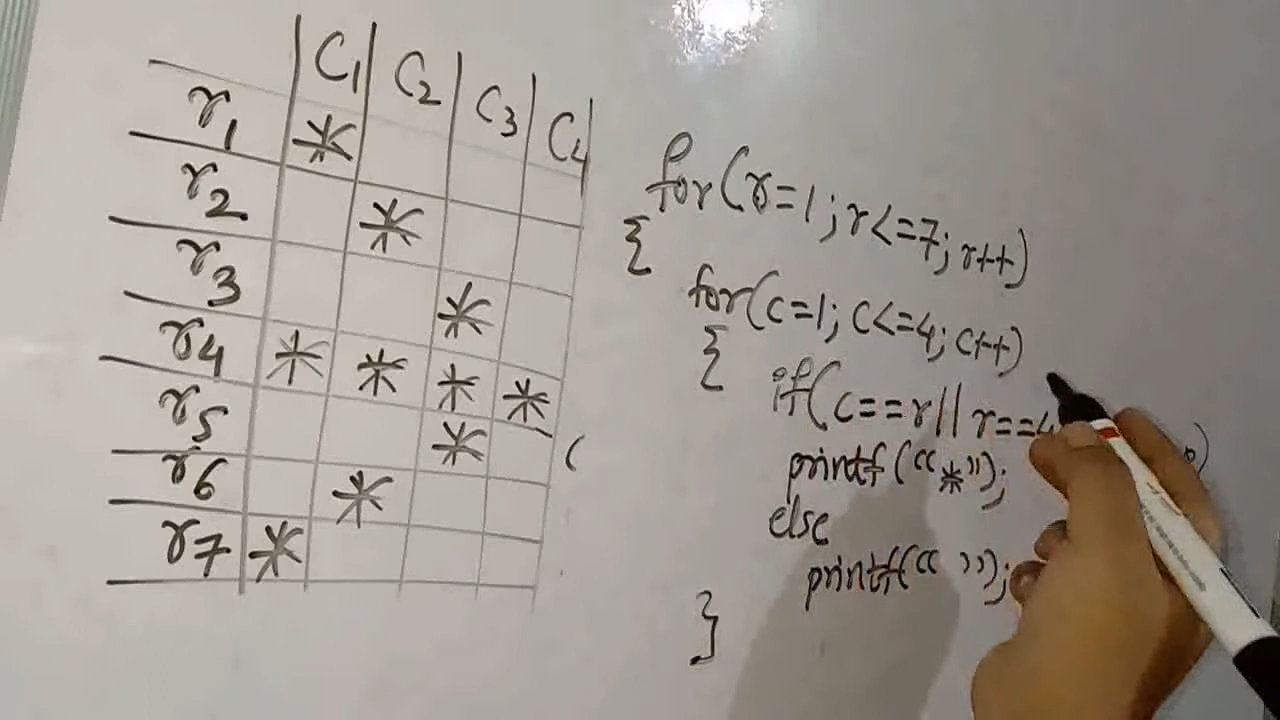 C1 C2 C3 C4
r1 *
r2 *
r3 *
r4 * * * *
r5 *
r6 *
r7 *
for(r=1; r<=7; r++)
{
for(c=1; c<=4; c++)
{
if(c==r || r==4
printf("*");
else
printf(" ");
}